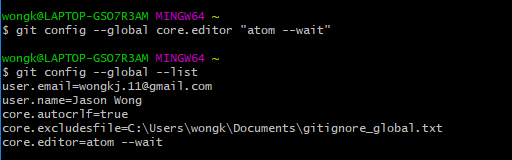 wongk@LAPTOP-GSO7R3AM MINGW64 ~
$ git config --global core.editor "atom --wait"
wongk@LAPTOP-GSO7R3AM MINGW64 ~
$ git config --global --list
user.email=wongkj.11@gmail.com
user.name=Jason Wong
core.autocrlf=true
core.excludesfile=C:\Users\wongk\Documents\gitignore_global.txt
core.editor=atom --wait